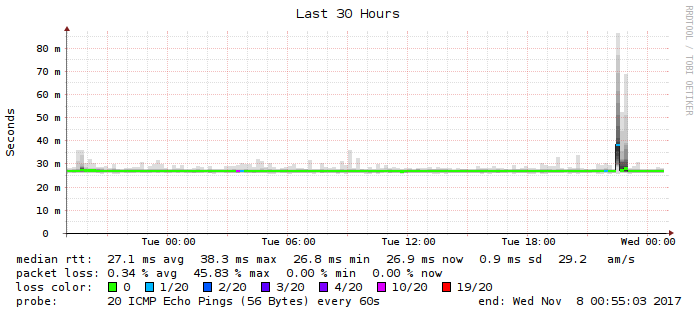 Last 30 Hours
RRDTOOL / TOBI OETIKER
Seconds
80 m
70 m
60 m
50 m
40 m
30 m
20 m
10 m
0
Tue 00:00 Tue 06:00 Tue 12:00 Tue 18:00 Wed 00:00
median rtt: 27.1 ms avg 38.3 ms max 26.8 ms min 26.9 ms now 0.9 ms sd 29.2 am/s
packet loss: 0.34 % avg 45.83 % max 0.00 % min 0.00 % now
loss color: 0 1/20 2/20 3/20 4/20 10/20 19/20
probe: 20 ICMP Echo Pings (56 Bytes) every 60s end: Wed Nov 8 00:55:03 2017